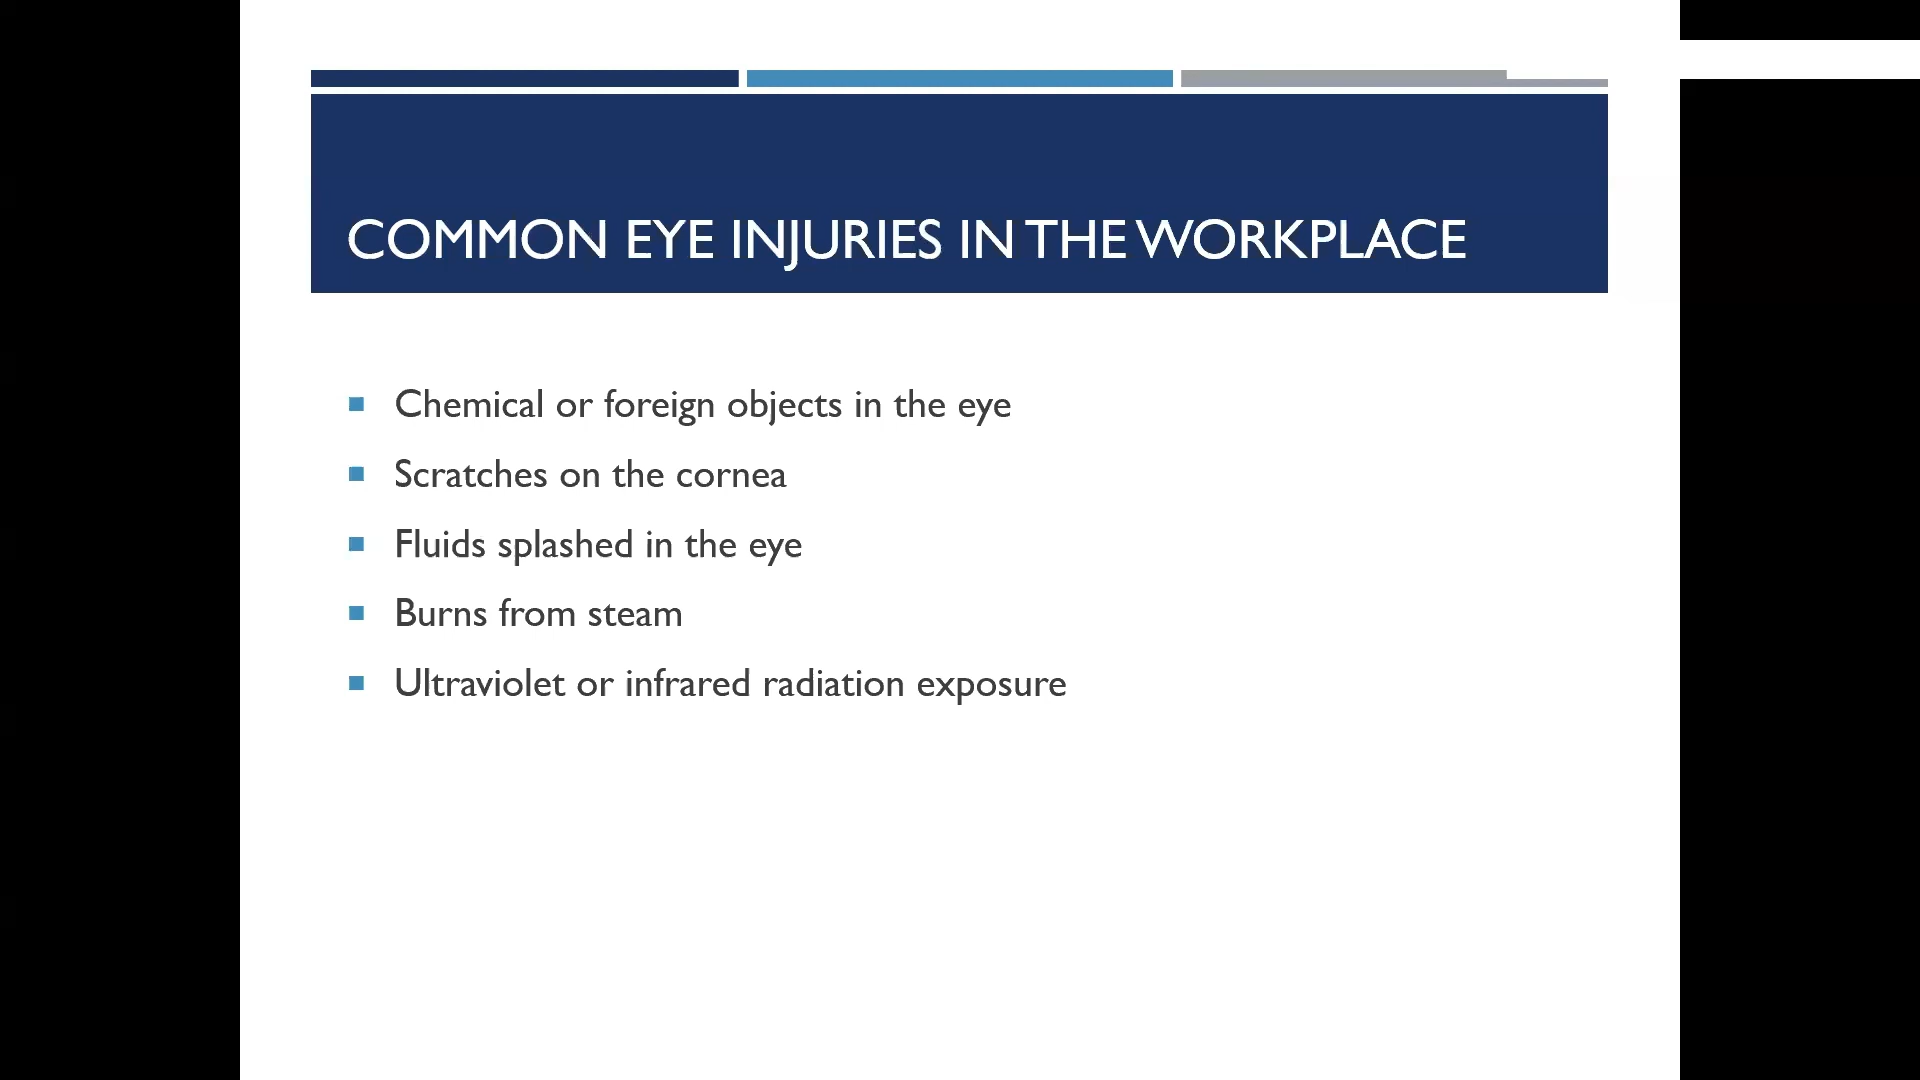 COMMON EYE INJURIES IN THE WORKPLACE
Chemical or foreign objects in the eye
Scratches on the cornea
Fluids splashed in the eye
Burns from steam
Ultraviolet or infrared radiation exposure